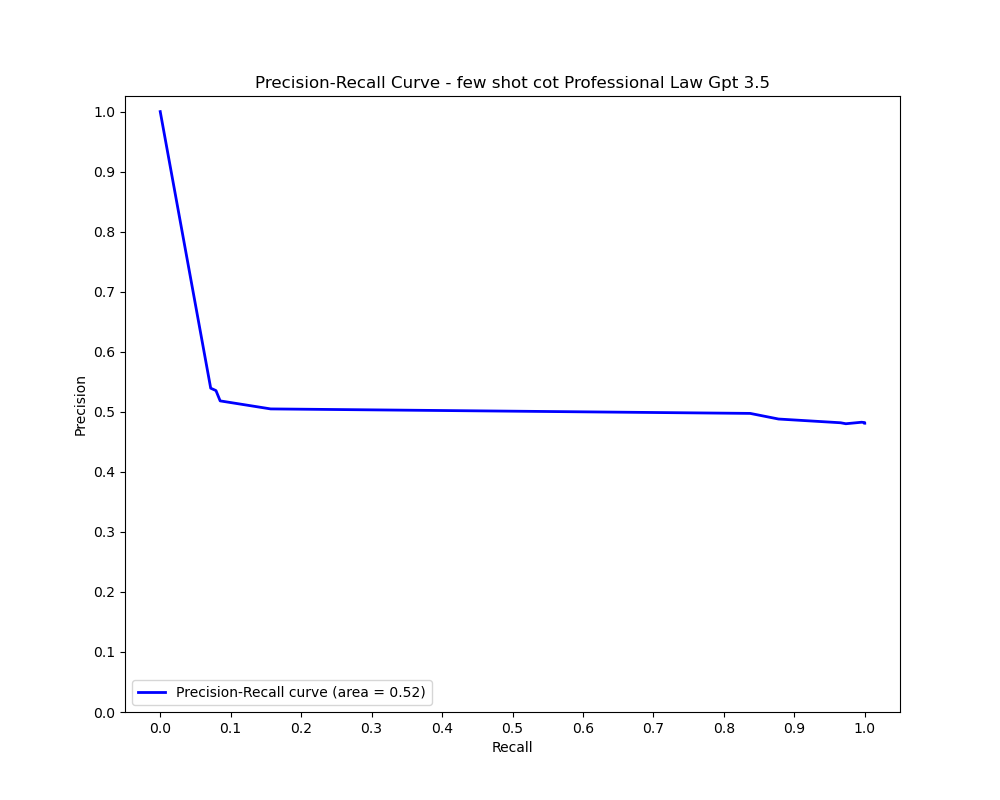 Precision-Recall Curve - few shot cot Professional Law Gpt 3.5
1.0
0.9
0.8
0.7
0.6
0.5
0.4
0.3
0.2
0.1
0.0
Precision
Precision-Recall curve (area = 0.52)
0.0 0.1 0.2 0.3 0.4 0.5 0.6 0.7 0.8 0.9 1.0
Recall